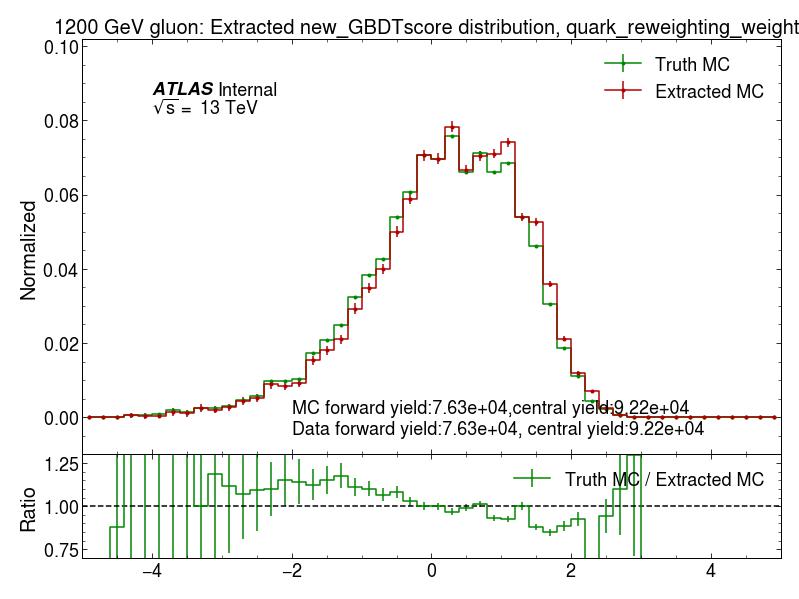 1200 GeV gluon: Extracted new_GBDTscore distribution, quark_reweighting_weight
0.10
0.08
0.06
0.04
0.02
0.00
Normalized
ATLAS Internal
√s = 13 TeV
Truth MC
Extracted MC
MC forward yield:7.63e+04,central yield:9.22e+04
Data forward yield:7.63e+04, central yield:9.22e+04
1.25
1.00
0.75
Ratio
Truth MC / Extracted MC
−4 −2 0 2 4